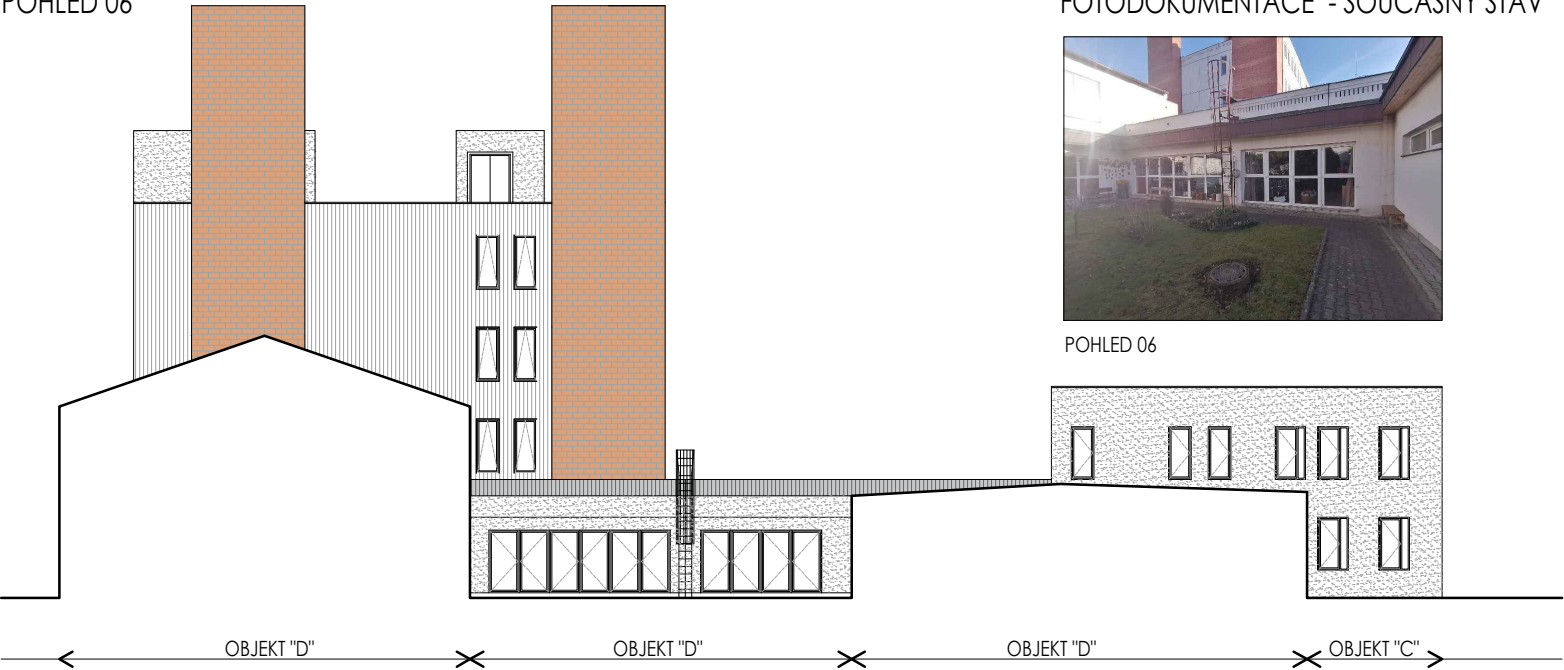 POHLED 06
FOTODOKUMENTACE - SOUČASNÝ STAV
POHLED 06
OBJEKT "D"
OBJEKT "D"
OBJEKT "D"
OBJEKT "C"